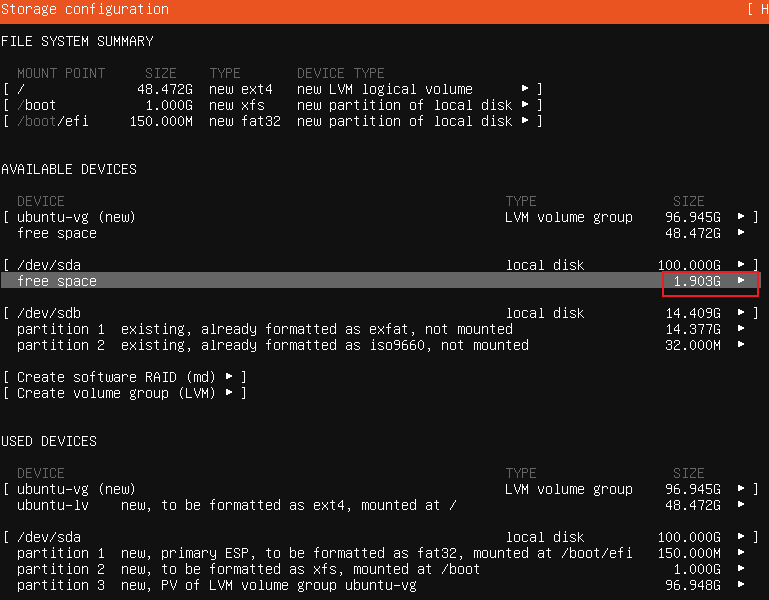 Storage configuration [ H
FILE SYSTEM SUMMARY
MOUNT POINT SIZE TYPE DEVICE TYPE
[ / 48.472G new ext4 new LVM logical volume ▸ ]
[ /boot 1.000G new xfs new partition of local disk ▸ ]
[ /boot/efi 150.000M new fat32 new partition of local disk ▸ ]
AVAILABLE DEVICES
DEVICE TYPE SIZE
[ ubuntu-vg (new) LVM volume group 96.945G ▸ ]
free space 48.472G ▸
[ /dev/sda local disk 100.000G ▸ ]
free space 1.903G ▸
[ /dev/sdb local disk 14.409G ▸ ]
partition 1 existing, already formatted as exfat, not mounted 14.377G ▸
partition 2 existing, already formatted as iso9660, not mounted 32.000M ▸
[ Create software RAID (md) ▸ ]
[ Create volume group (LVM) ▸ ]
USED DEVICES
DEVICE TYPE SIZE
[ ubuntu-vg (new) LVM volume group 96.945G ▸ ]
ubuntu-lv new, to be formatted as ext4, mounted at / 48.472G ▸
[ /dev/sda local disk 100.000G ▸ ]
partition 1 new, primary ESP, to be formatted as fat32, mounted at /boot/efi 150.000M ▸
partition 2 new, to be formatted as xfs, mounted at /boot 1.000G ▸
partition 3 new, PV of LVM volume group ubuntu-vg 96.948G ▸